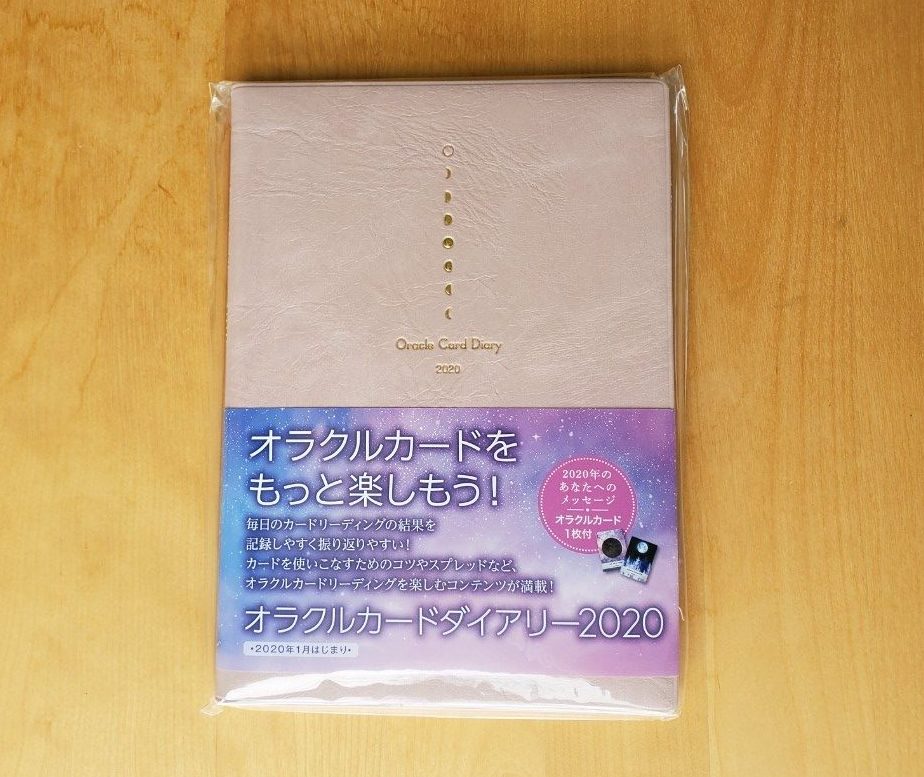 Oracle Card Diary
2020
オラクルカードを
もっと楽しもう！
毎日のカードリーディングの結果を
記録しやすく振り返りやすい！
カードを使いこなすためのコツやスプレッドなど、
オラクルカードリーディングを楽しむコンテンツが満載！
2020年の
あなたへの
メッセージ
オラクルカード
1枚付
オラクルカードダイアリー2020
•2020年1月はじまり•